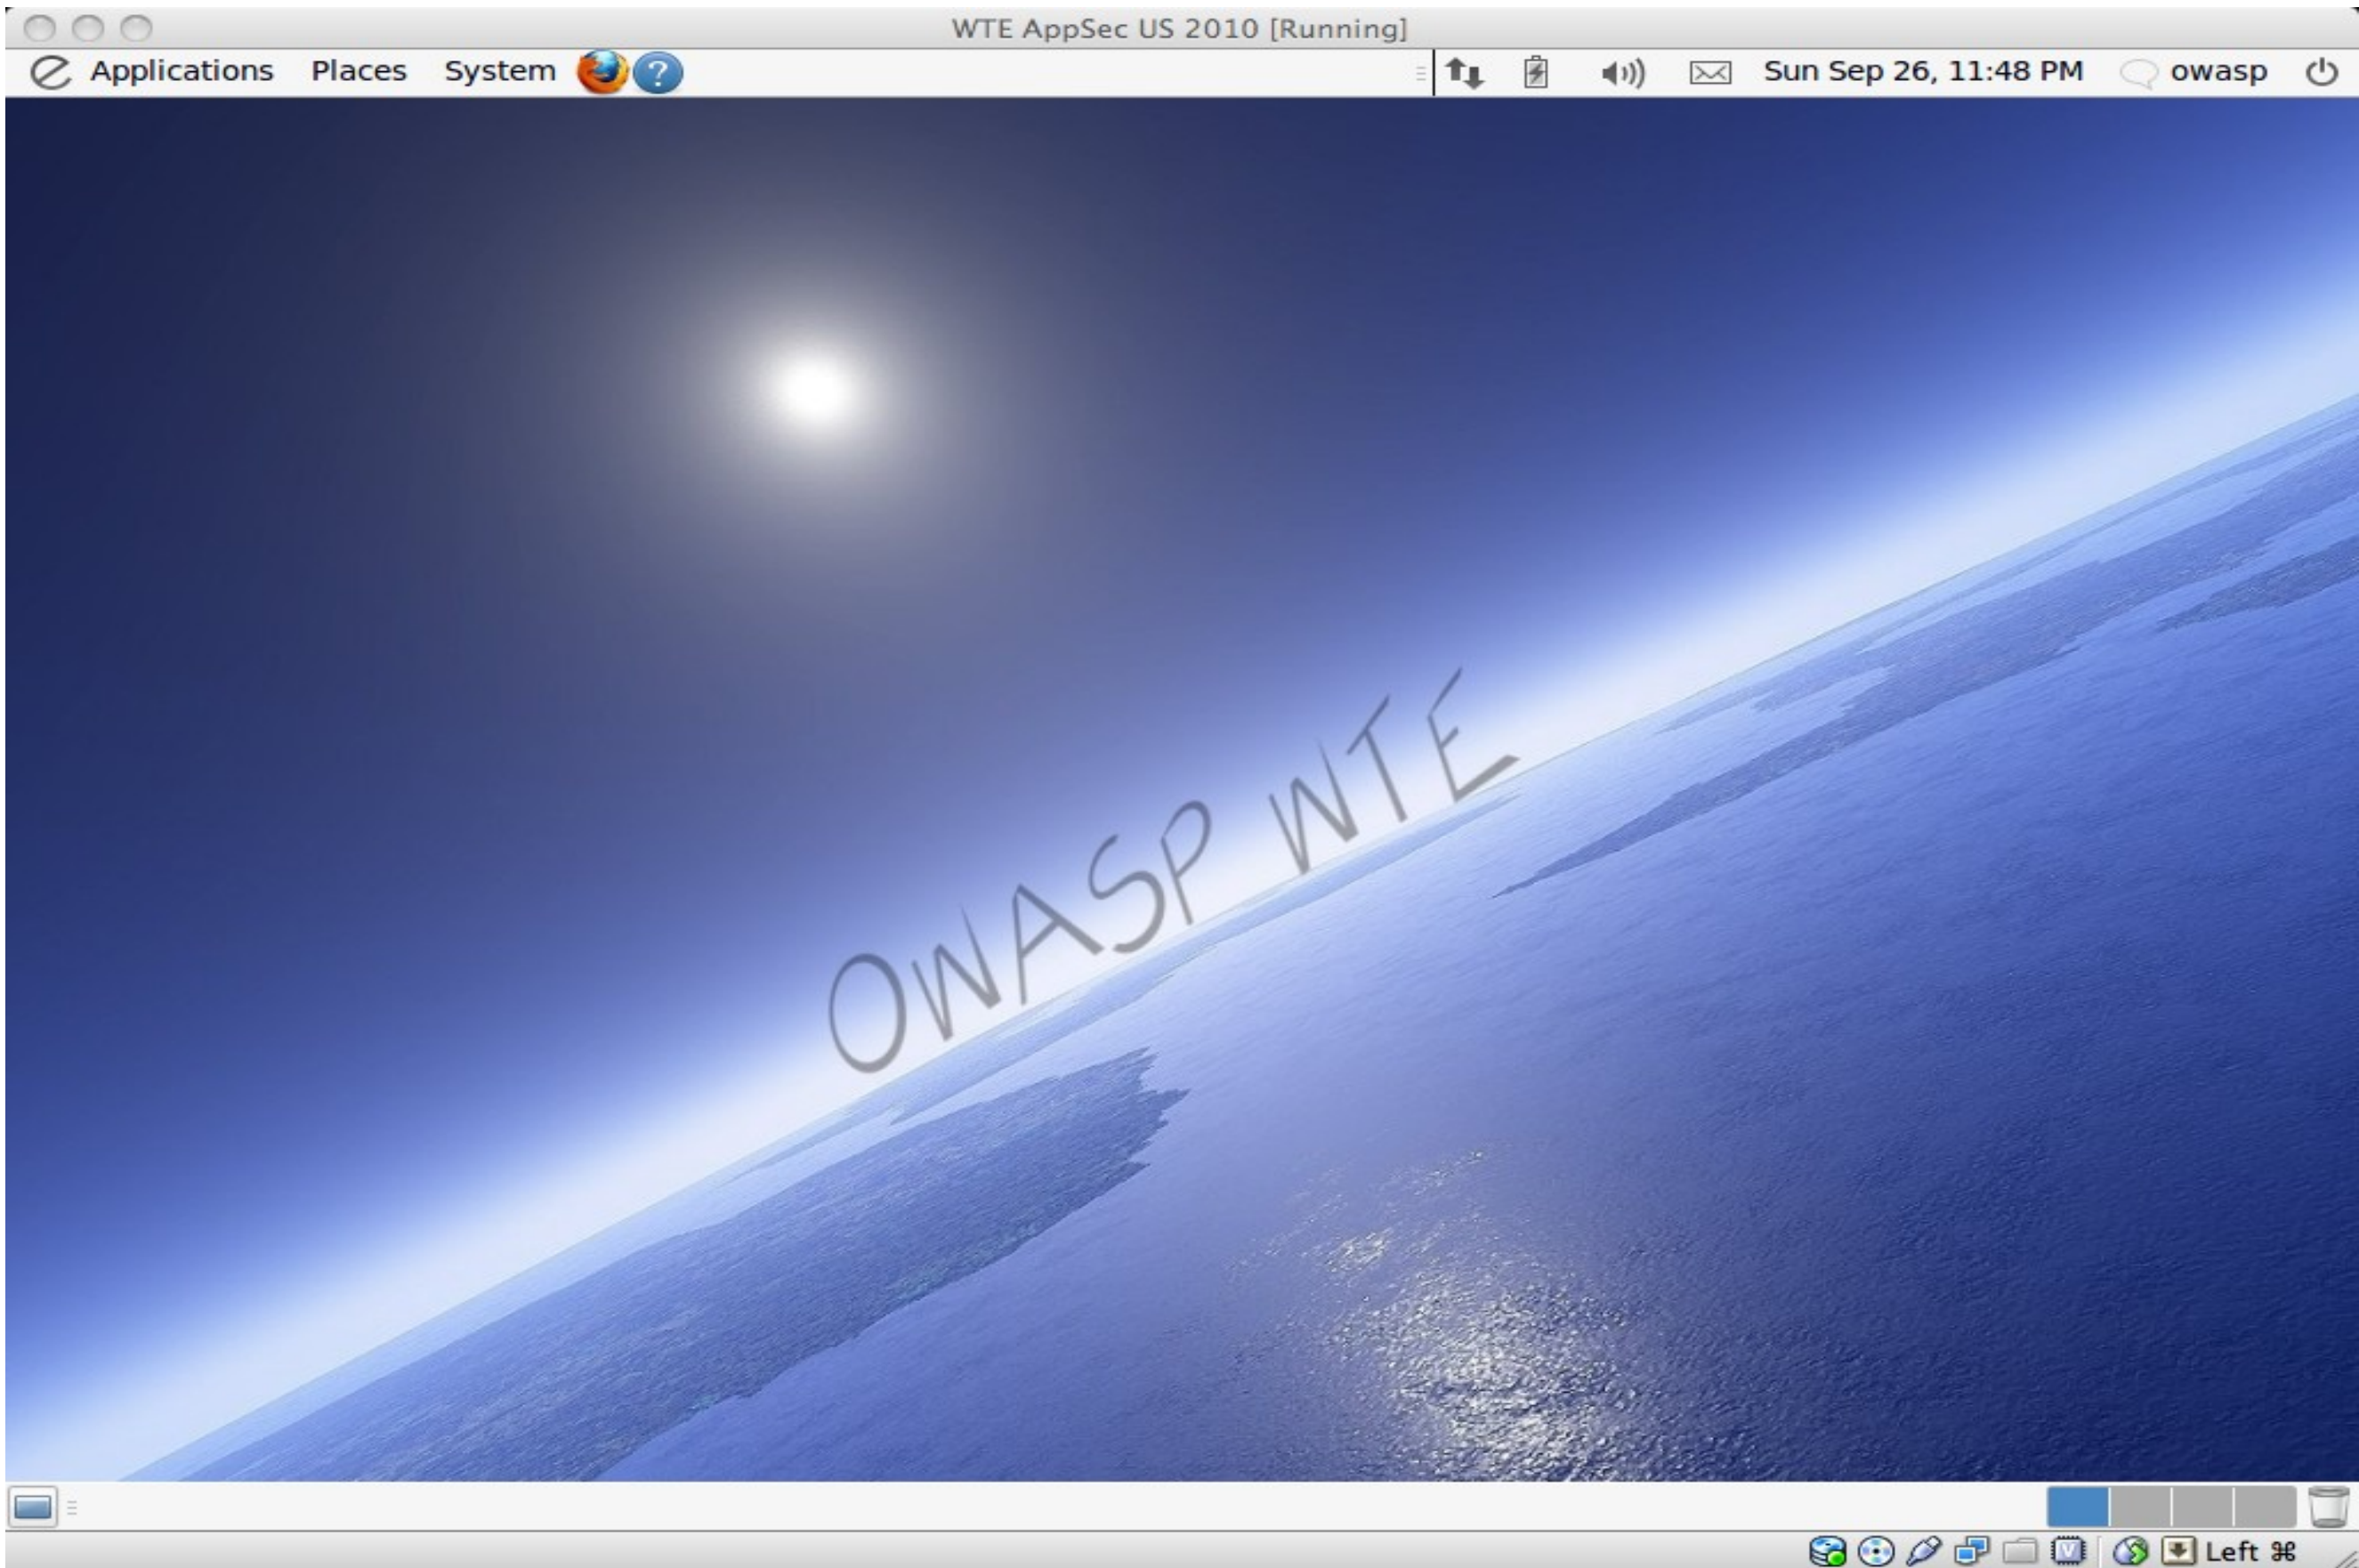 WTE AppSec US 2010 [Running]
Applications Places System Sun Sep 26, 11:48 PM owasp
OWASP WTE
Left ⌘